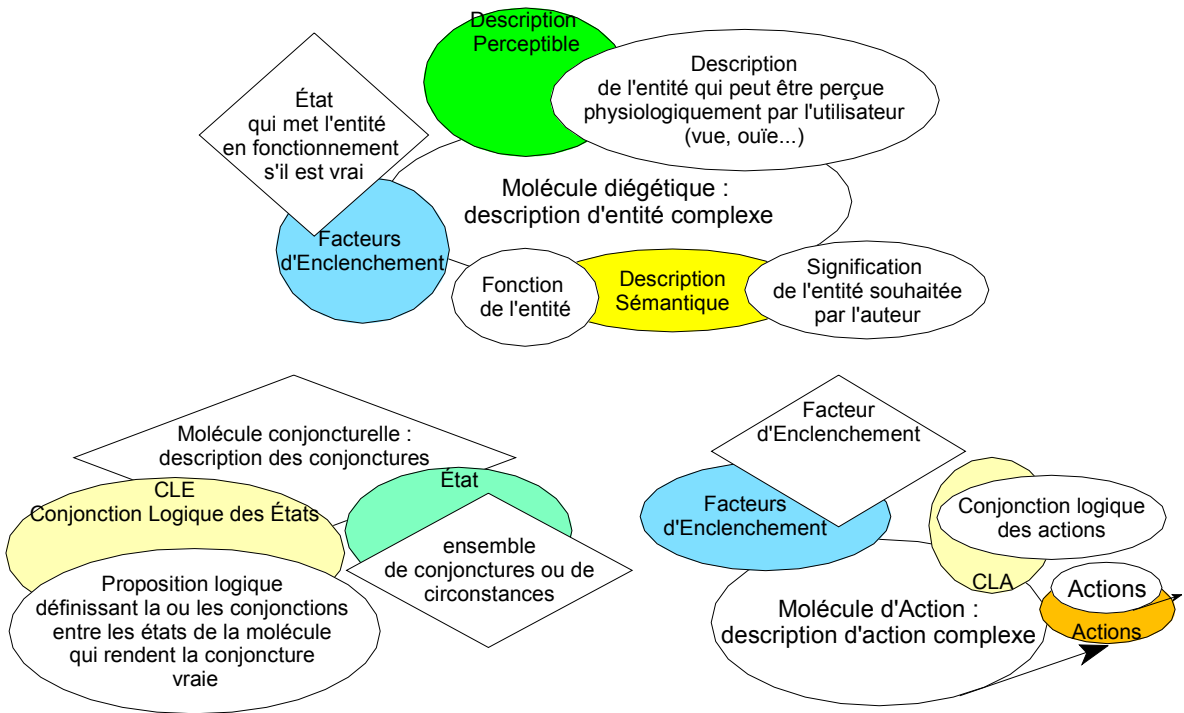 Description
Perceptible
Description
de l'entité qui peut être perçue
physiologiquement par l'utilisateur
(vue, ouïe...)
État
qui met l'entité
en fonctionnement
s'il est vrai
Molécule diégétique :
description d'entité complexe
Facteurs
d'Enclenchement
Fonction
de l'entité
Description
Sémantique
Signification
de l'entité souhaitée
par l'auteur
Molécule conjoncturelle :
description des conjonctures
CLE
Conjonction Logique des États
État
ensemble
de conjonctures ou de
circonstances
Proposition logique
définissant la ou les conjonctions
entre les états de la molécule
qui rendent la conjoncture
vraie
Facteur
d'Enclenchement
Facteurs
d'Enclenchement
Conjonction logique
des actions
CLA
Molécule d'Action :
description d'action complexe
Actions
Actions